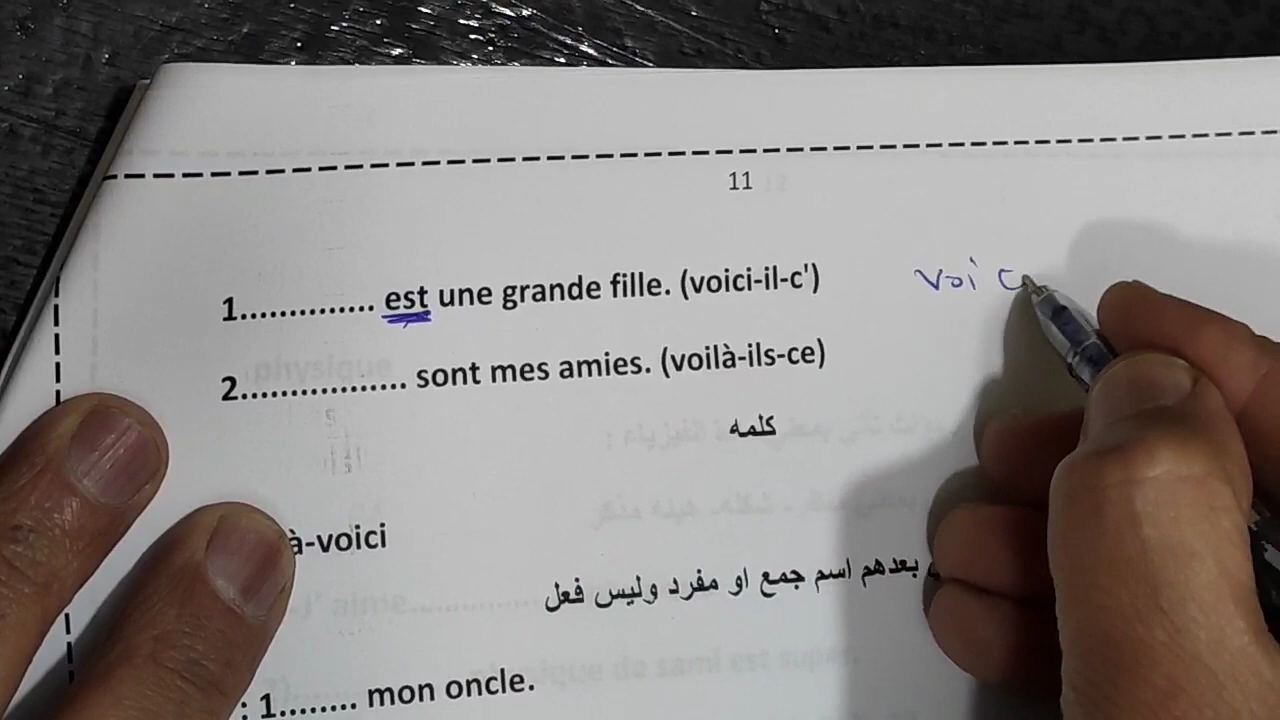 11
1.............. est une grande fille. (voici-il-c')
voi c
2................. sont mes amies. (voilà-ils-ce)
كلمه
à-voici
بعدهم اسم جمع او مفرد وليس فعل
: 1........ mon oncle.